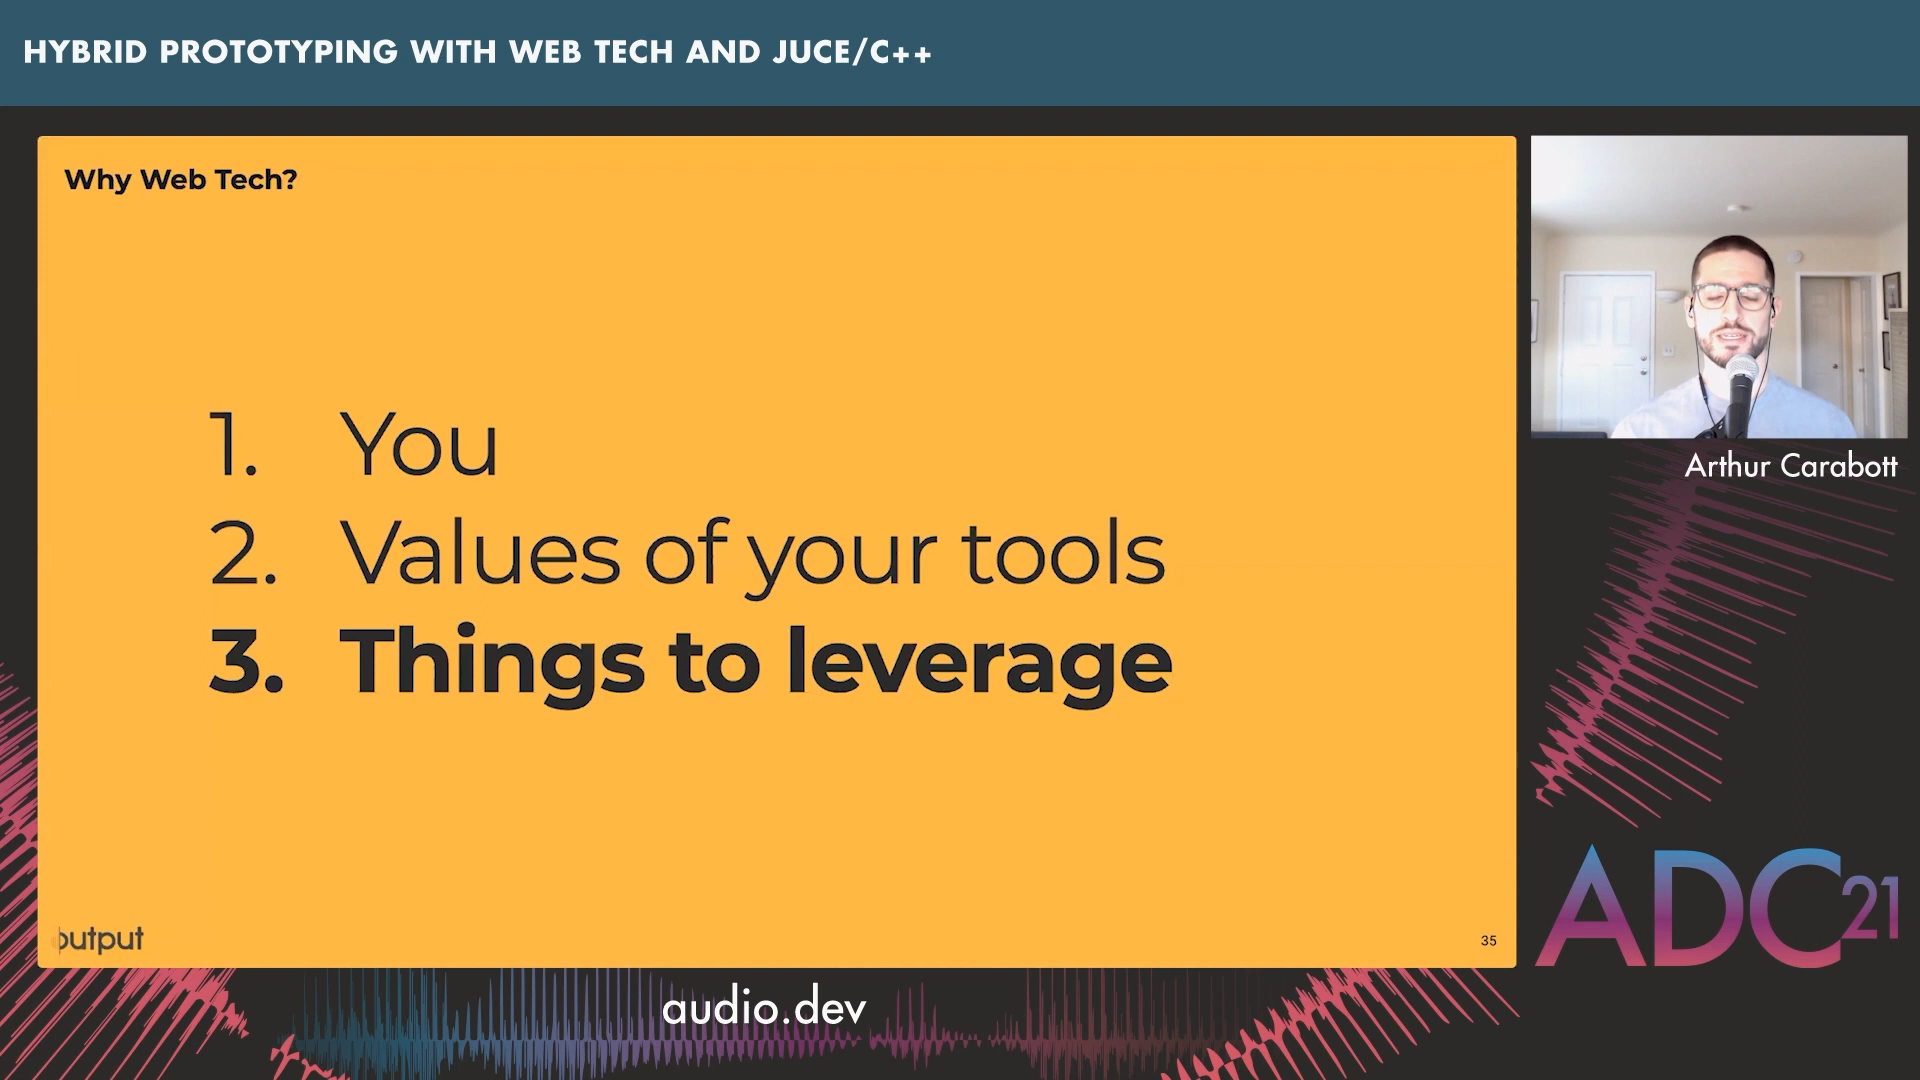 HYBRID PROTOTYPING WITH WEB TECH AND JUCE/C++
Why Web Tech?
1. You
2. Values of your tools
3. Things to leverage
output
35
Arthur Carabott
ADC21
audio.dev